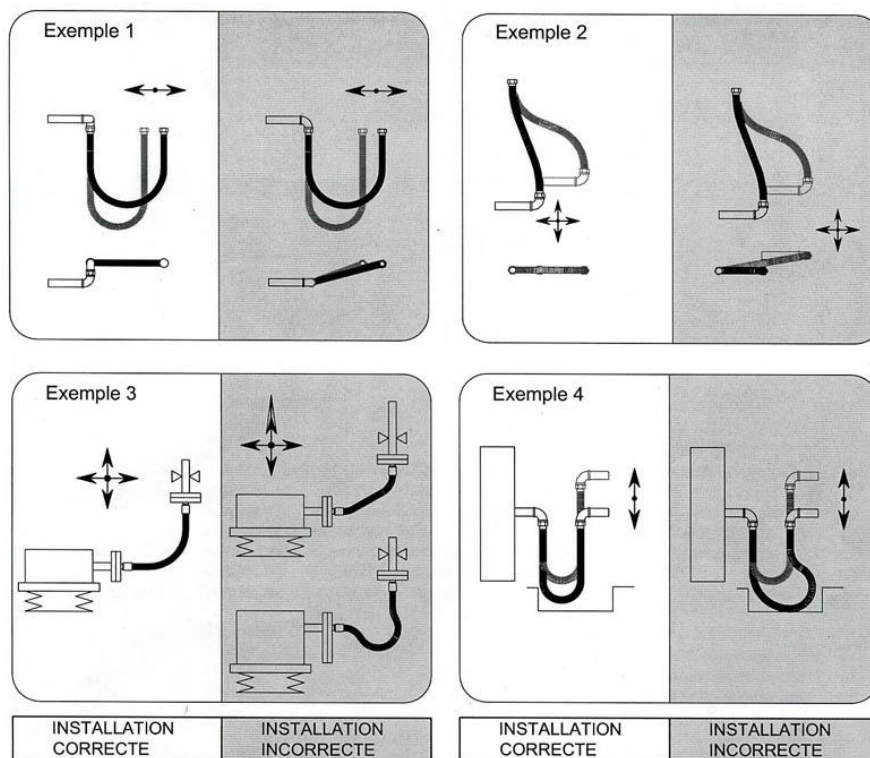 Exemple 1
Exemple 2
Exemple 3
Exemple 4
INSTALLATION
CORRECTE
INSTALLATION
INCORRECTE
INSTALLATION
CORRECTE
INSTALLATION
INCORRECTE